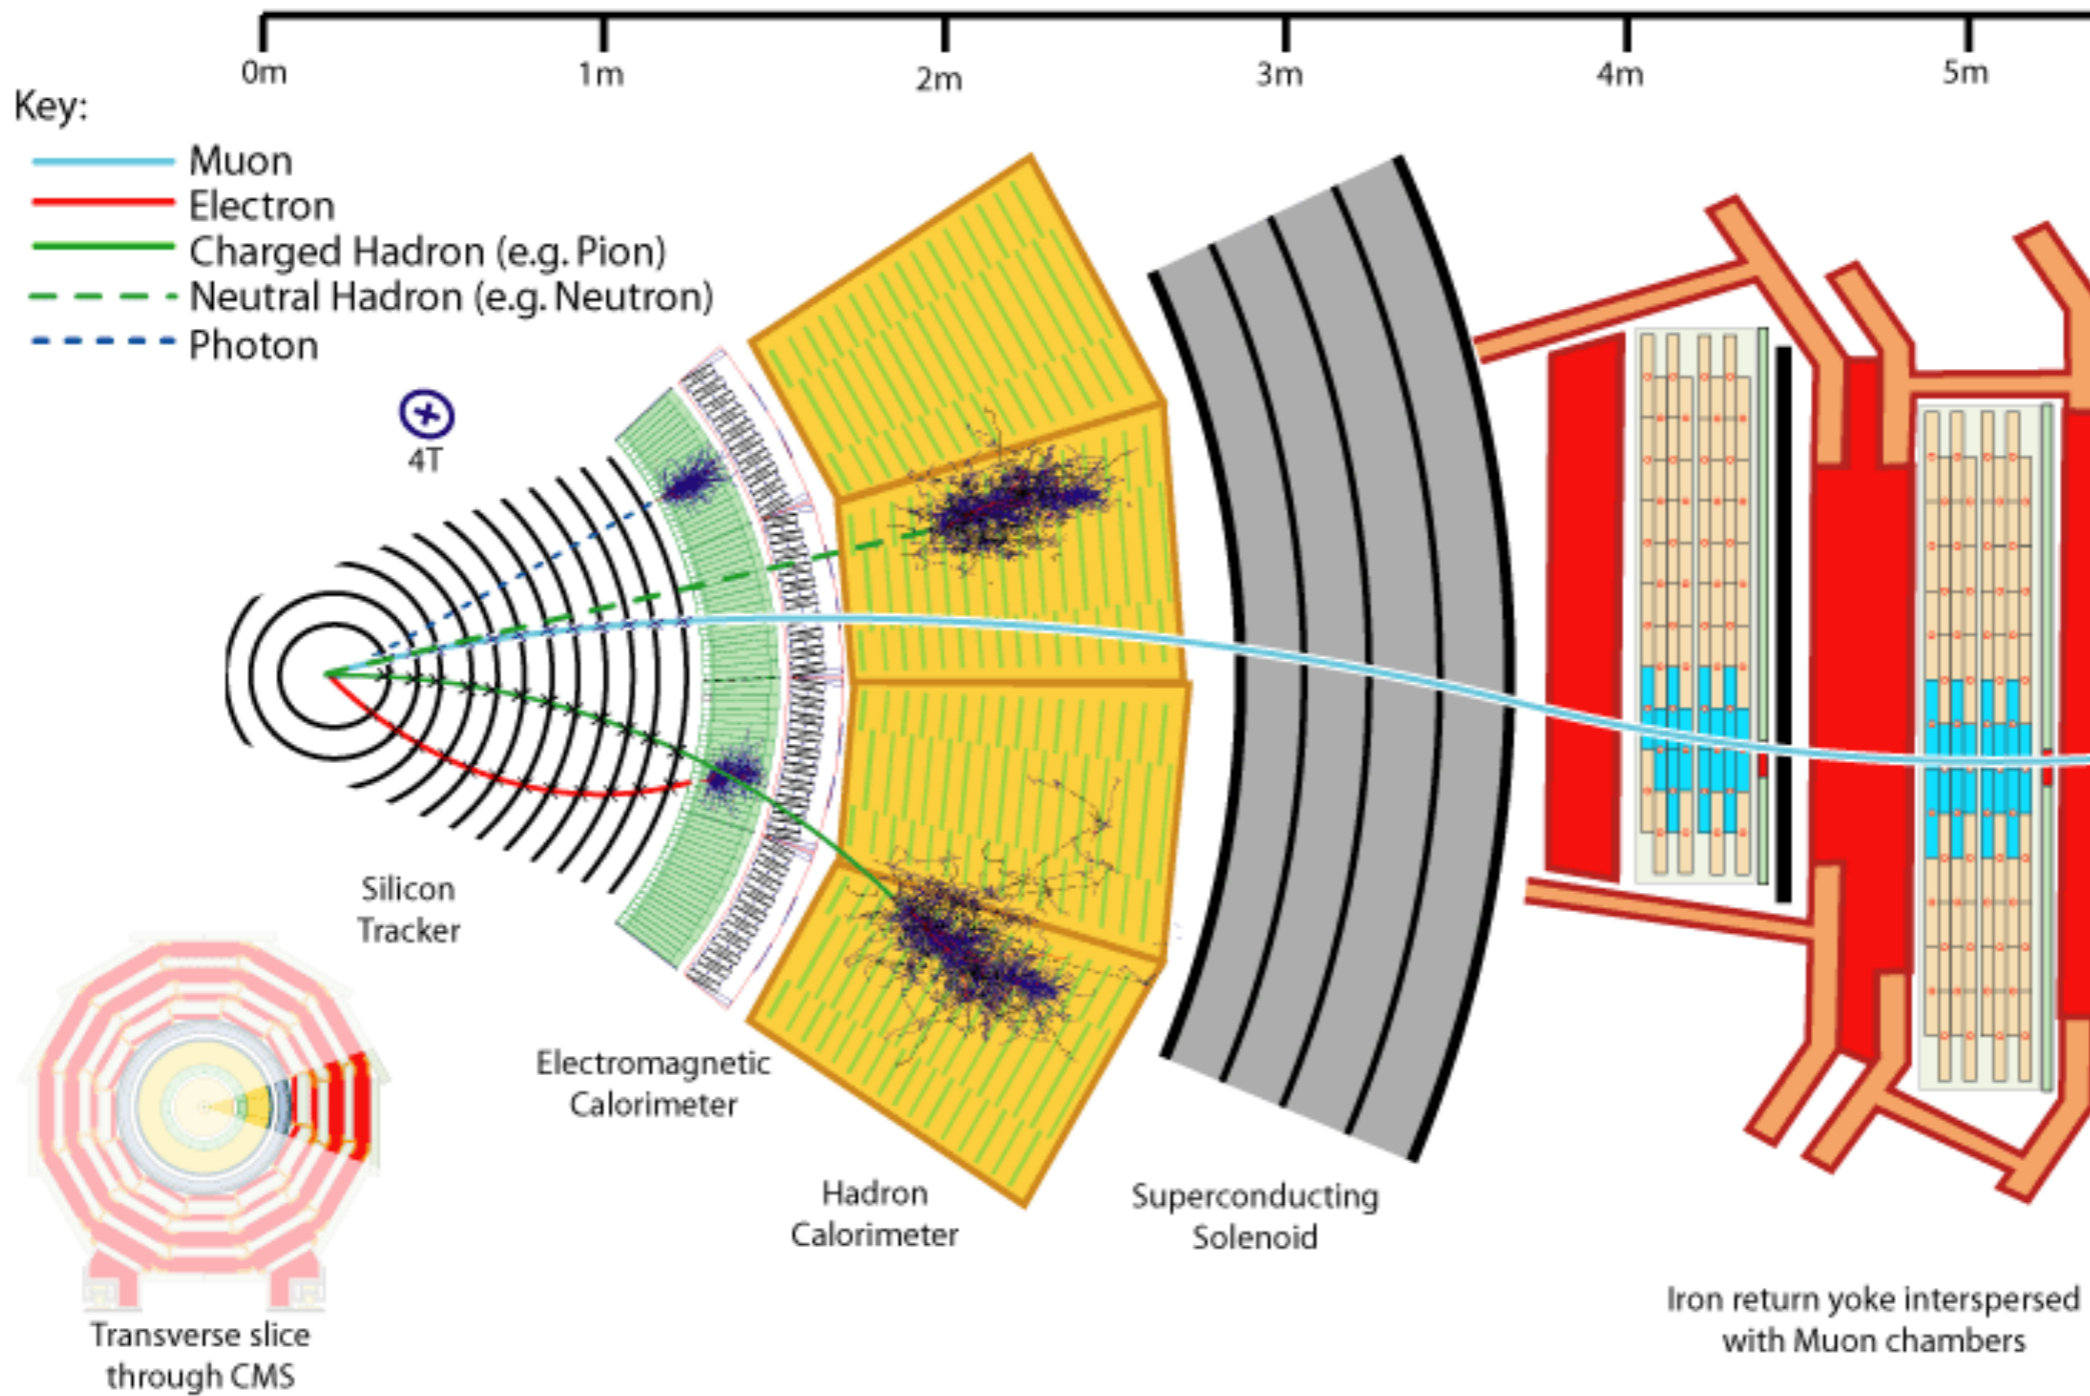 0m 1m 2m 3m 4m 5m
Key:
Muon
Electron
Charged Hadron (e.g. Pion)
Neutral Hadron (e.g. Neutron)
Photon
4T
Silicon
Tracker
Electromagnetic
Calorimeter
Hadron
Calorimeter
Superconducting
Solenoid
Iron return yoke interspersed
with Muon chambers
Transverse slice
through CMS